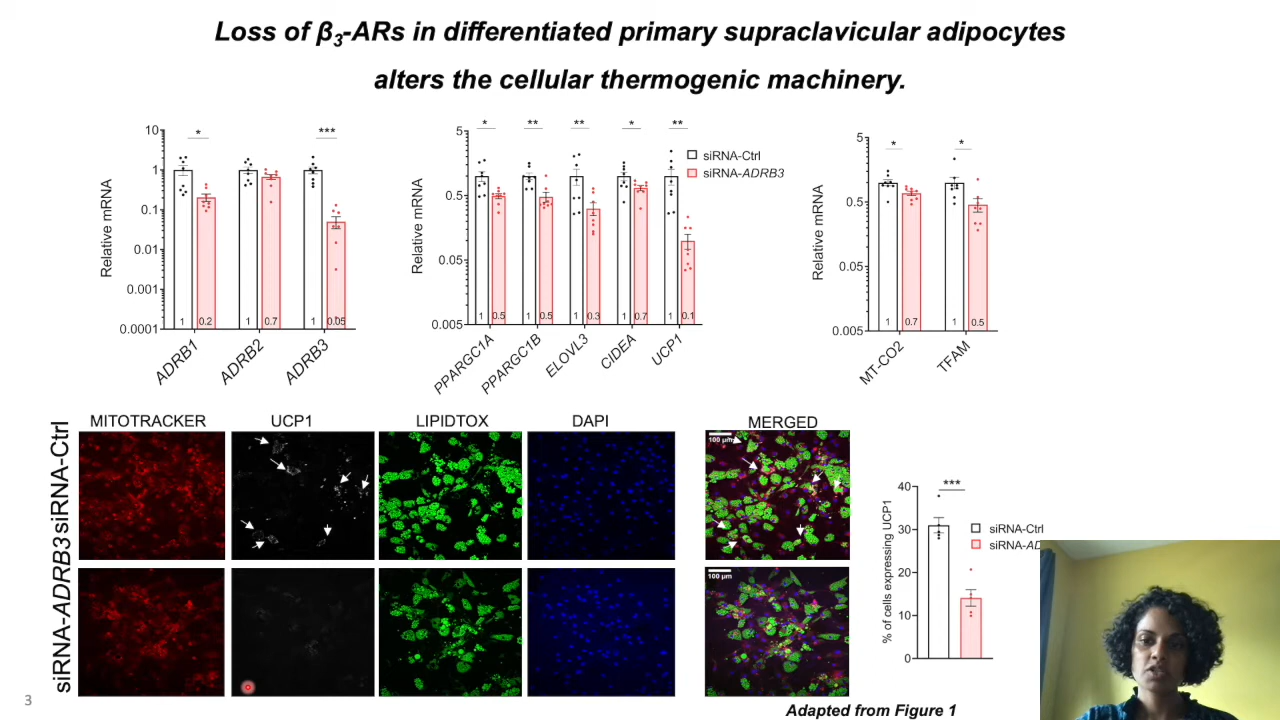 Loss of β3-ARs in differentiated primary supraclavicular adipocytes
alters the cellular thermogenic machinery.
Relative mRNA
10
1
0.1
0.01
0.001
0.0001
*
***
1 0.2 1 0.7 1 0.05
ADRB1 ADRB2 ADRB3
Relative mRNA
5
0.5
0.05
0.005
* ** ** * **
1 0.5 1 0.5 1 0.3 1 0.7 1 0.1
PPARGC1A PPARGC1B ELOVL3 CIDEA UCP1
siRNA-Ctrl
siRNA-ADRB3
Relative mRNA
5
0.5
0.05
0.005
* *
1 0.7 1 0.5
MT-CO2 TFAM
MITOTRACKER UCP1 LIPIDTOX DAPI MERGED
siRNA-Ctrl
100 µm
siRNA-ADRB3
100 µm
% of cells expressing UCP1
40
30
20
10
0
***
siRNA-Ctrl
siRNA-AD
Adapted from Figure 1
3